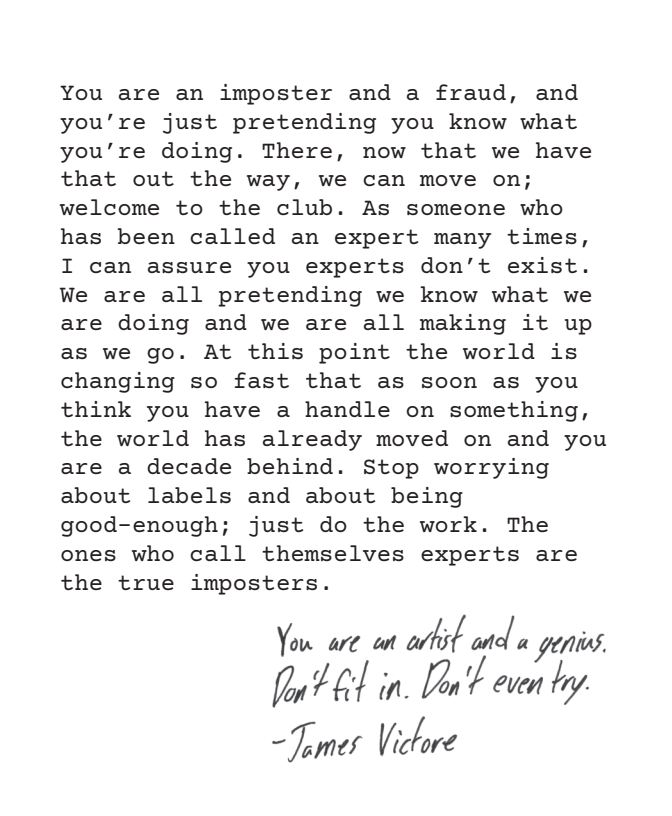 You are an imposter and a fraud, and
you’re just pretending you know what
you’re doing. There, now that we have
that out the way, we can move on;
welcome to the club. As someone who
has been called an expert many times,
I can assure you experts don’t exist.
We are all pretending we know what we
are doing and we are all making it up
as we go. At this point the world is
changing so fast that as soon as you
think you have a handle on something,
the world has already moved on and you
are a decade behind. Stop worrying
about labels and about being
good-enough; just do the work. The
ones who call themselves experts are
the true imposters.
You are an artist and a genius.
Don't fit in. Don't even try.
-James Victore